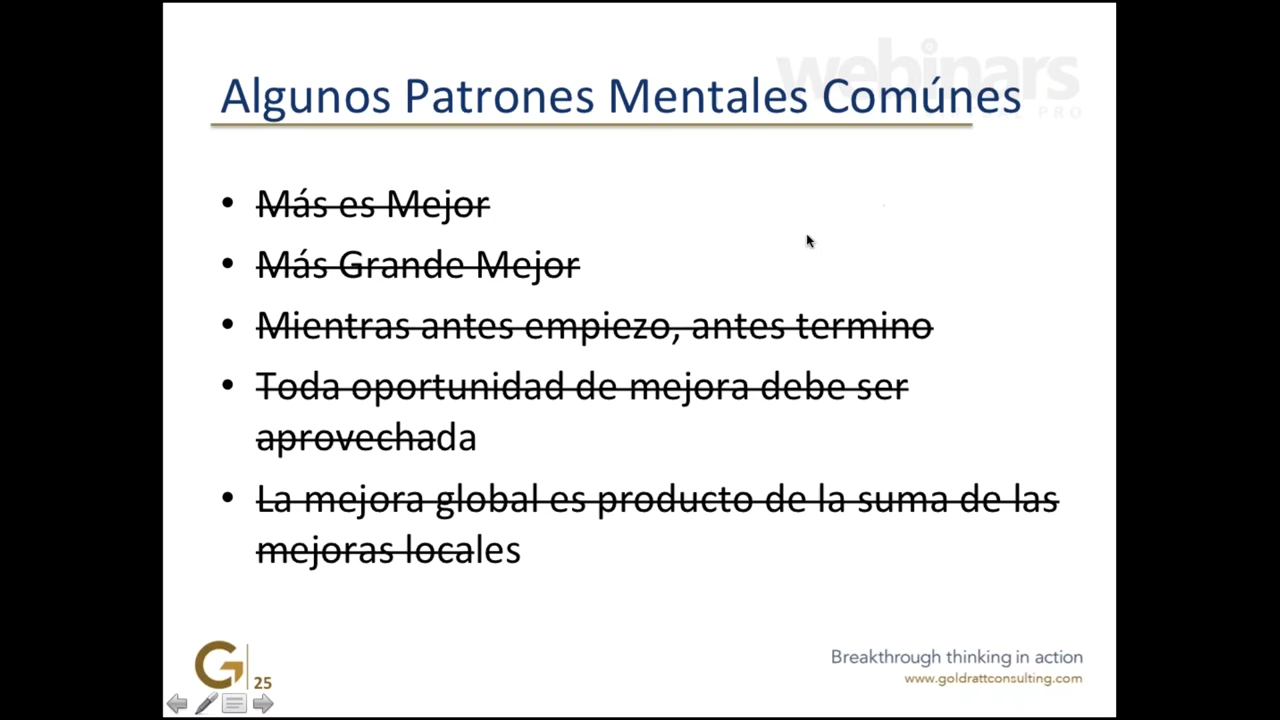 webinars
PRO
Algunos Patrones Mentales Comúnes
• Más es Mejor
• Más Grande Mejor
• Mientras antes empiezo, antes termino
• Toda oportunidad de mejora debe ser
aprovechada
• La mejora global es producto de la suma de las
mejoras locales
G
25
Breakthrough thinking in action
www.goldrattconsulting.com